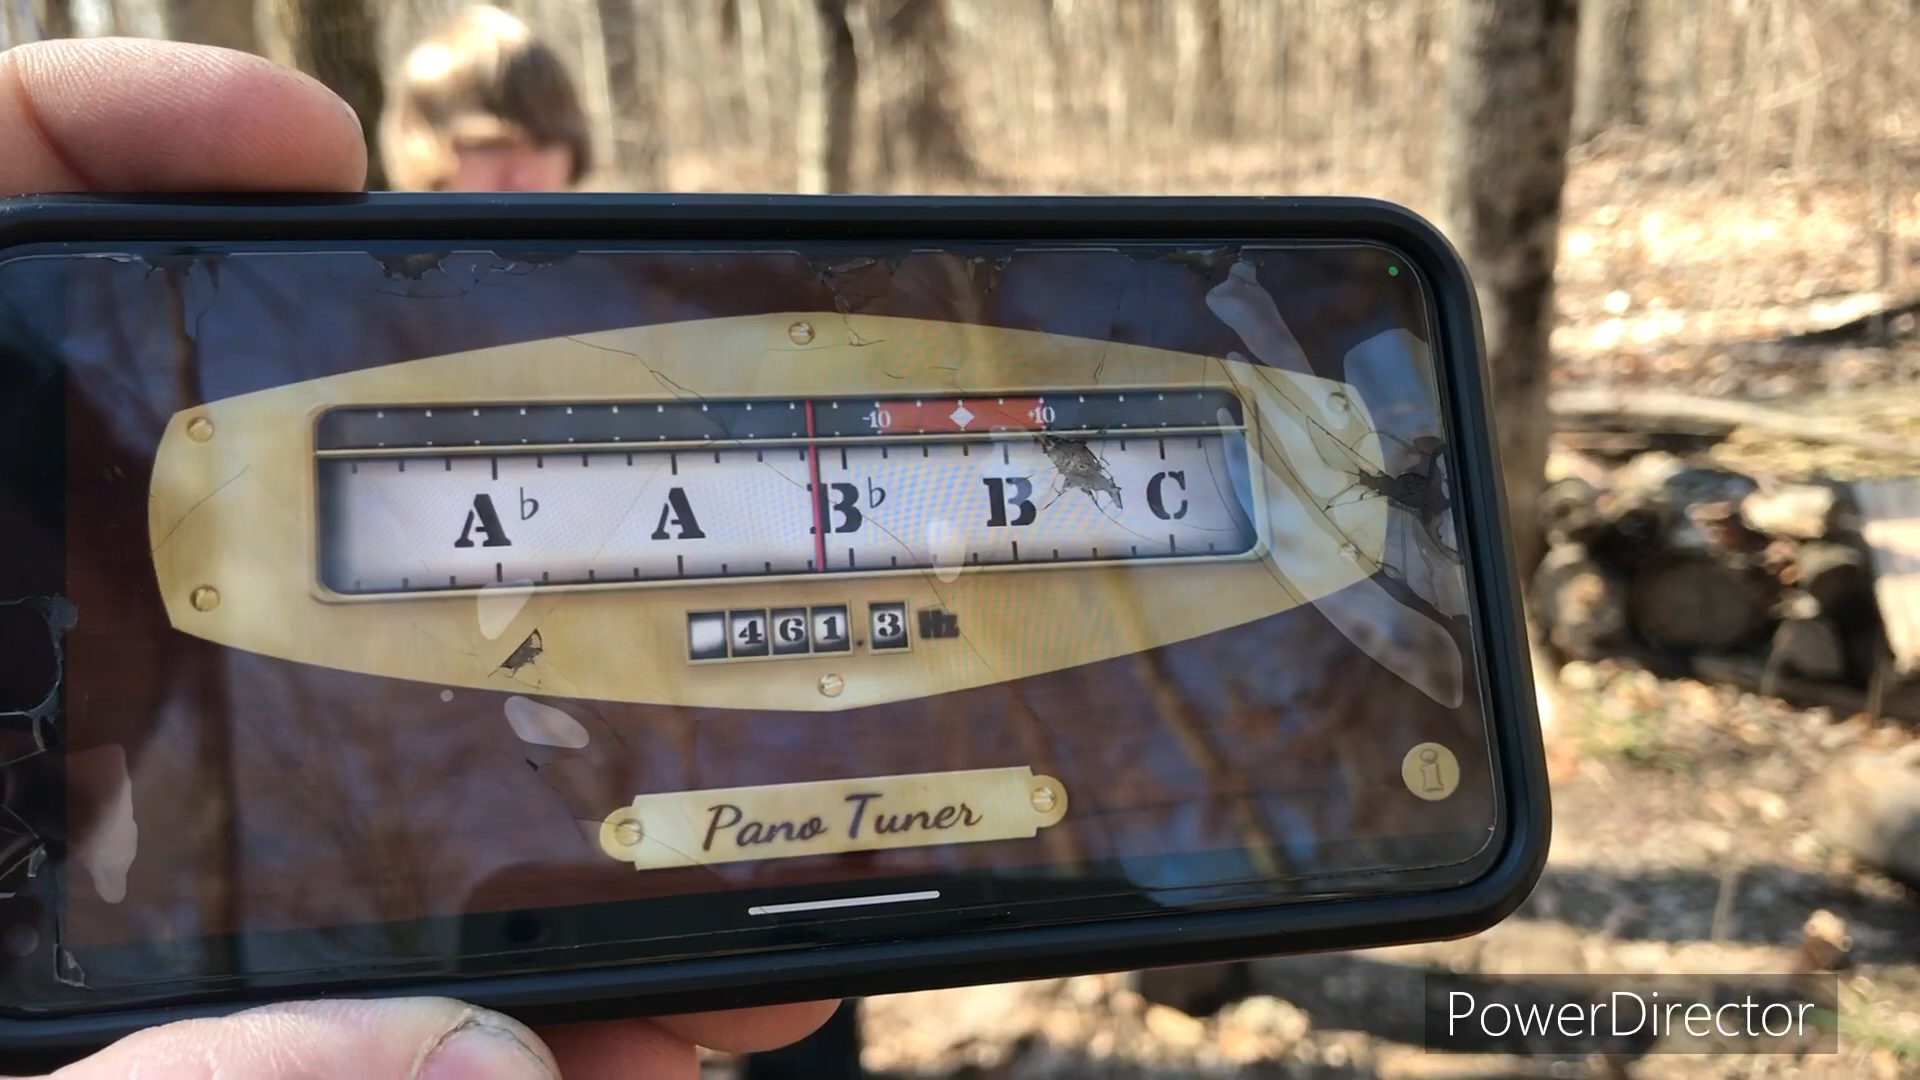 -10 +10
A♭ A B♭ B C
461.3 Hz
Pano Tuner
i
PowerDirector